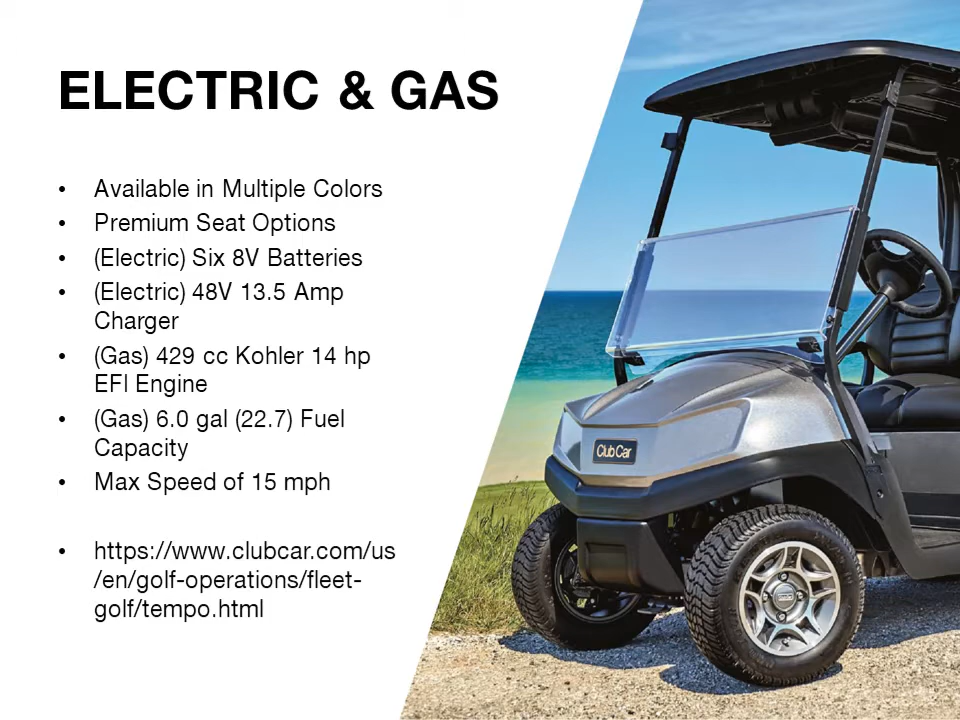 ELECTRIC & GAS
• Available in Multiple Colors
• Premium Seat Options
• (Electric) Six 8V Batteries
• (Electric) 48V 13.5 Amp
Charger
• (Gas) 429 cc Kohler 14 hp
EFI Engine
• (Gas) 6.0 gal (22.7) Fuel
Capacity
• Max Speed of 15 mph
• https://www.clubcar.com/us
/en/golf-operations/fleet-
golf/tempo.html
Club Car